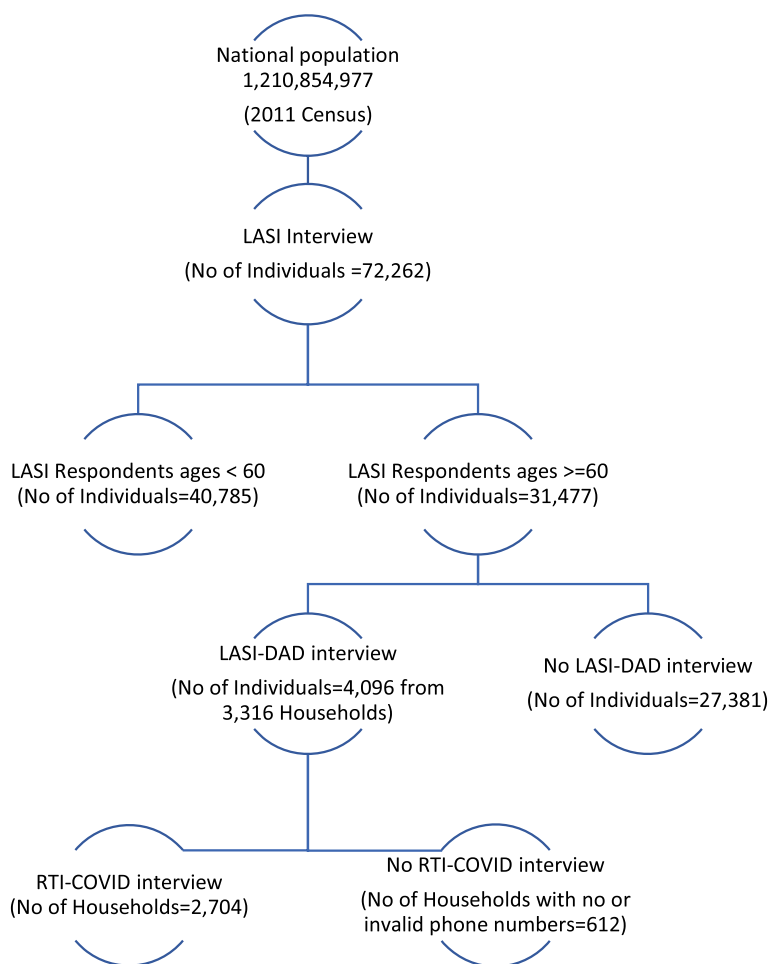 National population
1,210,854,977
(2011 Census)
LASI Interview
(No of Individuals =72,262)
LASI Respondents ages < 60
(No of Individuals=40,785)
LASI Respondents ages >=60
(No of Individuals=31,477)
LASI-DAD interview
(No of Individuals=4,096 from
3,316 Households)
No LASI-DAD interview
(No of Individuals=27,381)
RTI-COVID interview
(No of Households=2,704)
No RTI-COVID interview
(No of Households with no or
invalid phone numbers=612)